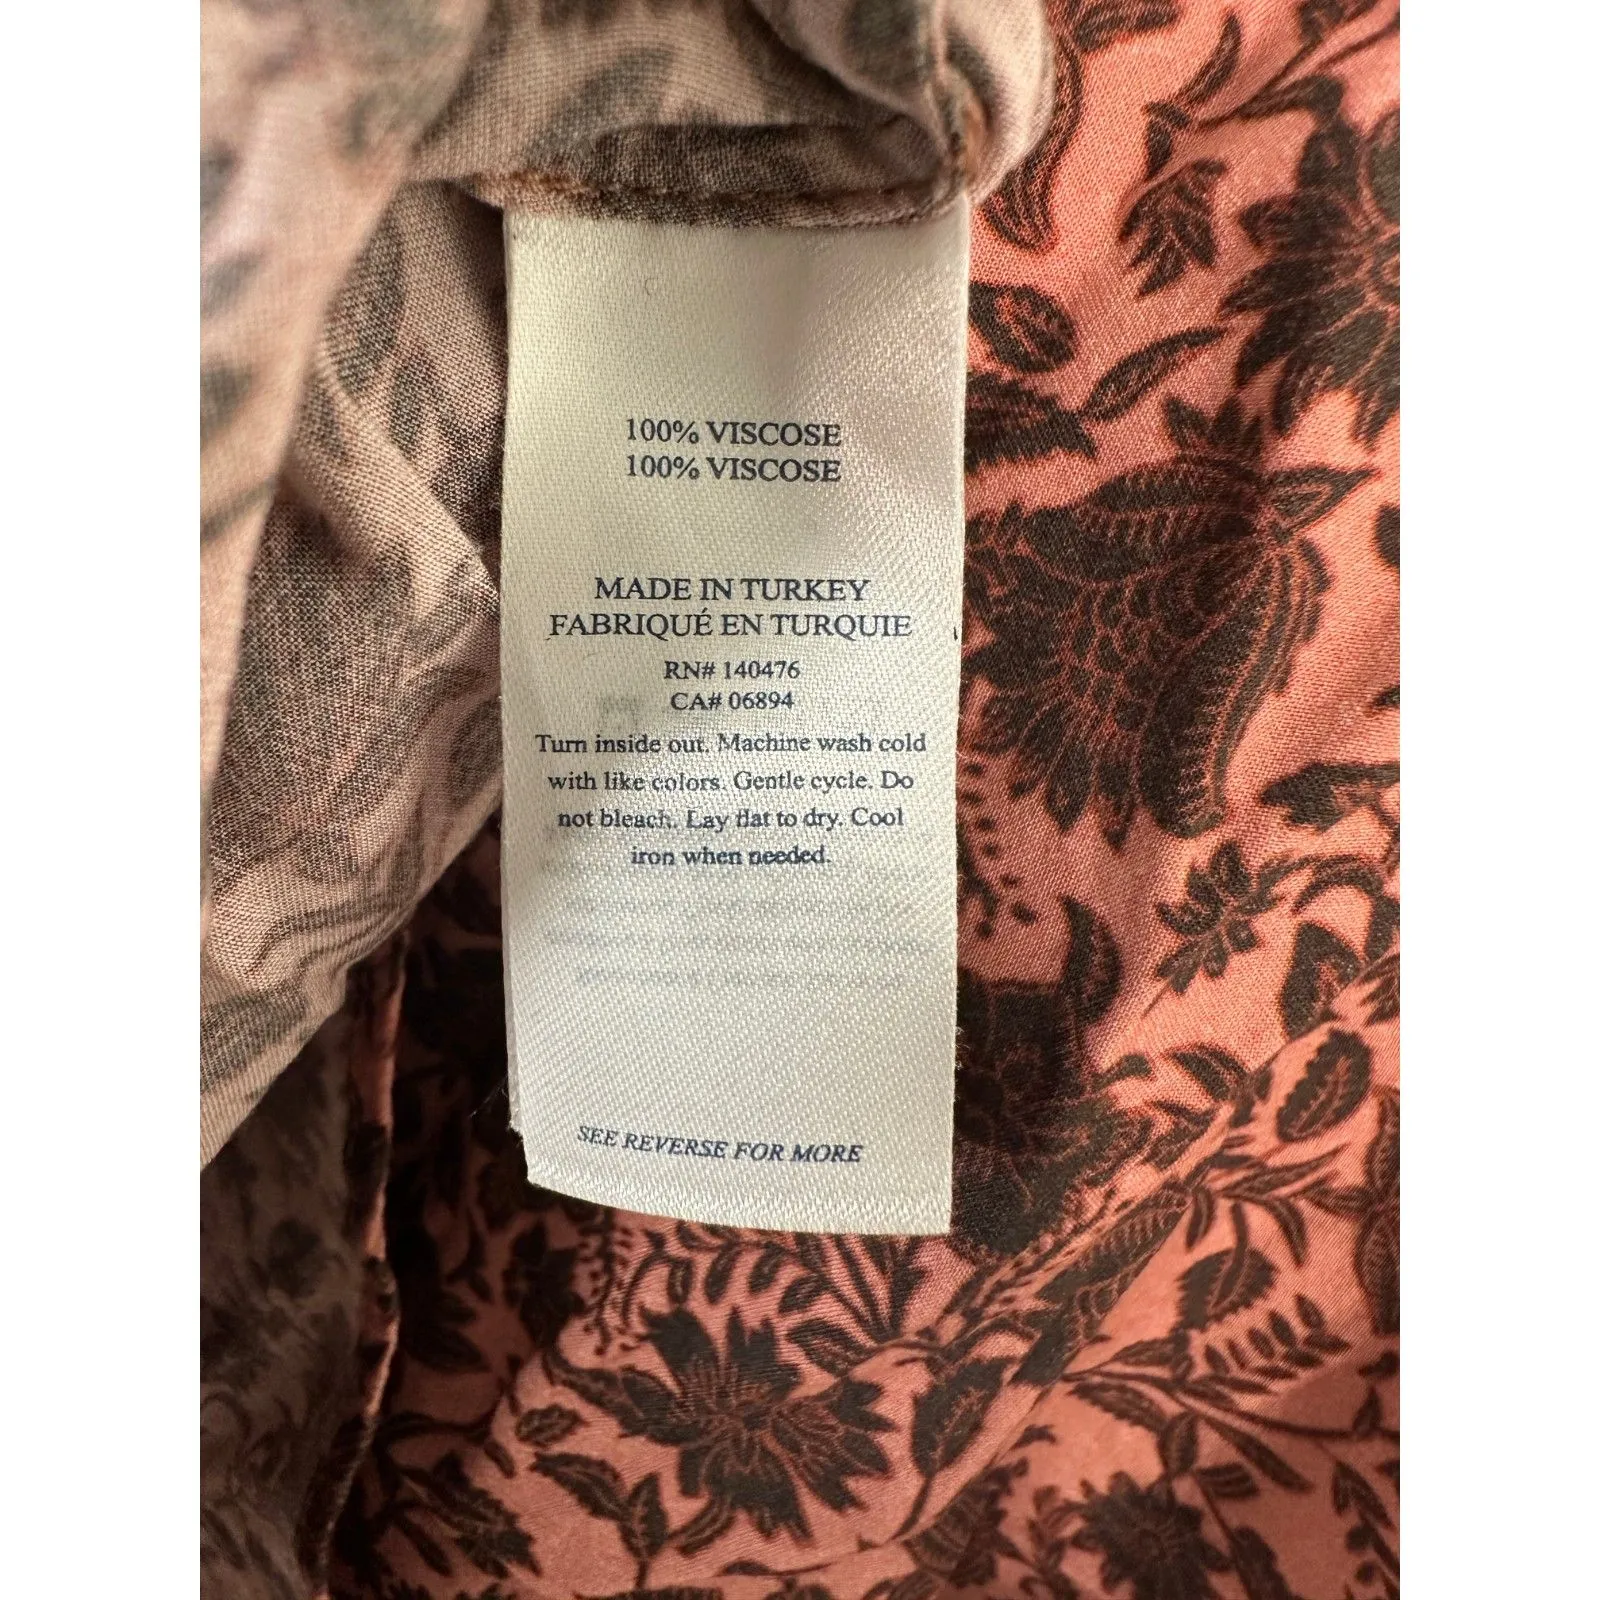 100% VISCOSE
100% VISCOSE
MADE IN TURKEY
FABRIQUÉ EN TURQUIE
RN# 140476
CA# 06894
Turn inside out. Machine wash cold
with like colors. Gentle cycle. Do
not bleach. Lay flat to dry. Cool
iron when needed.
SEE REVERSE FOR MORE